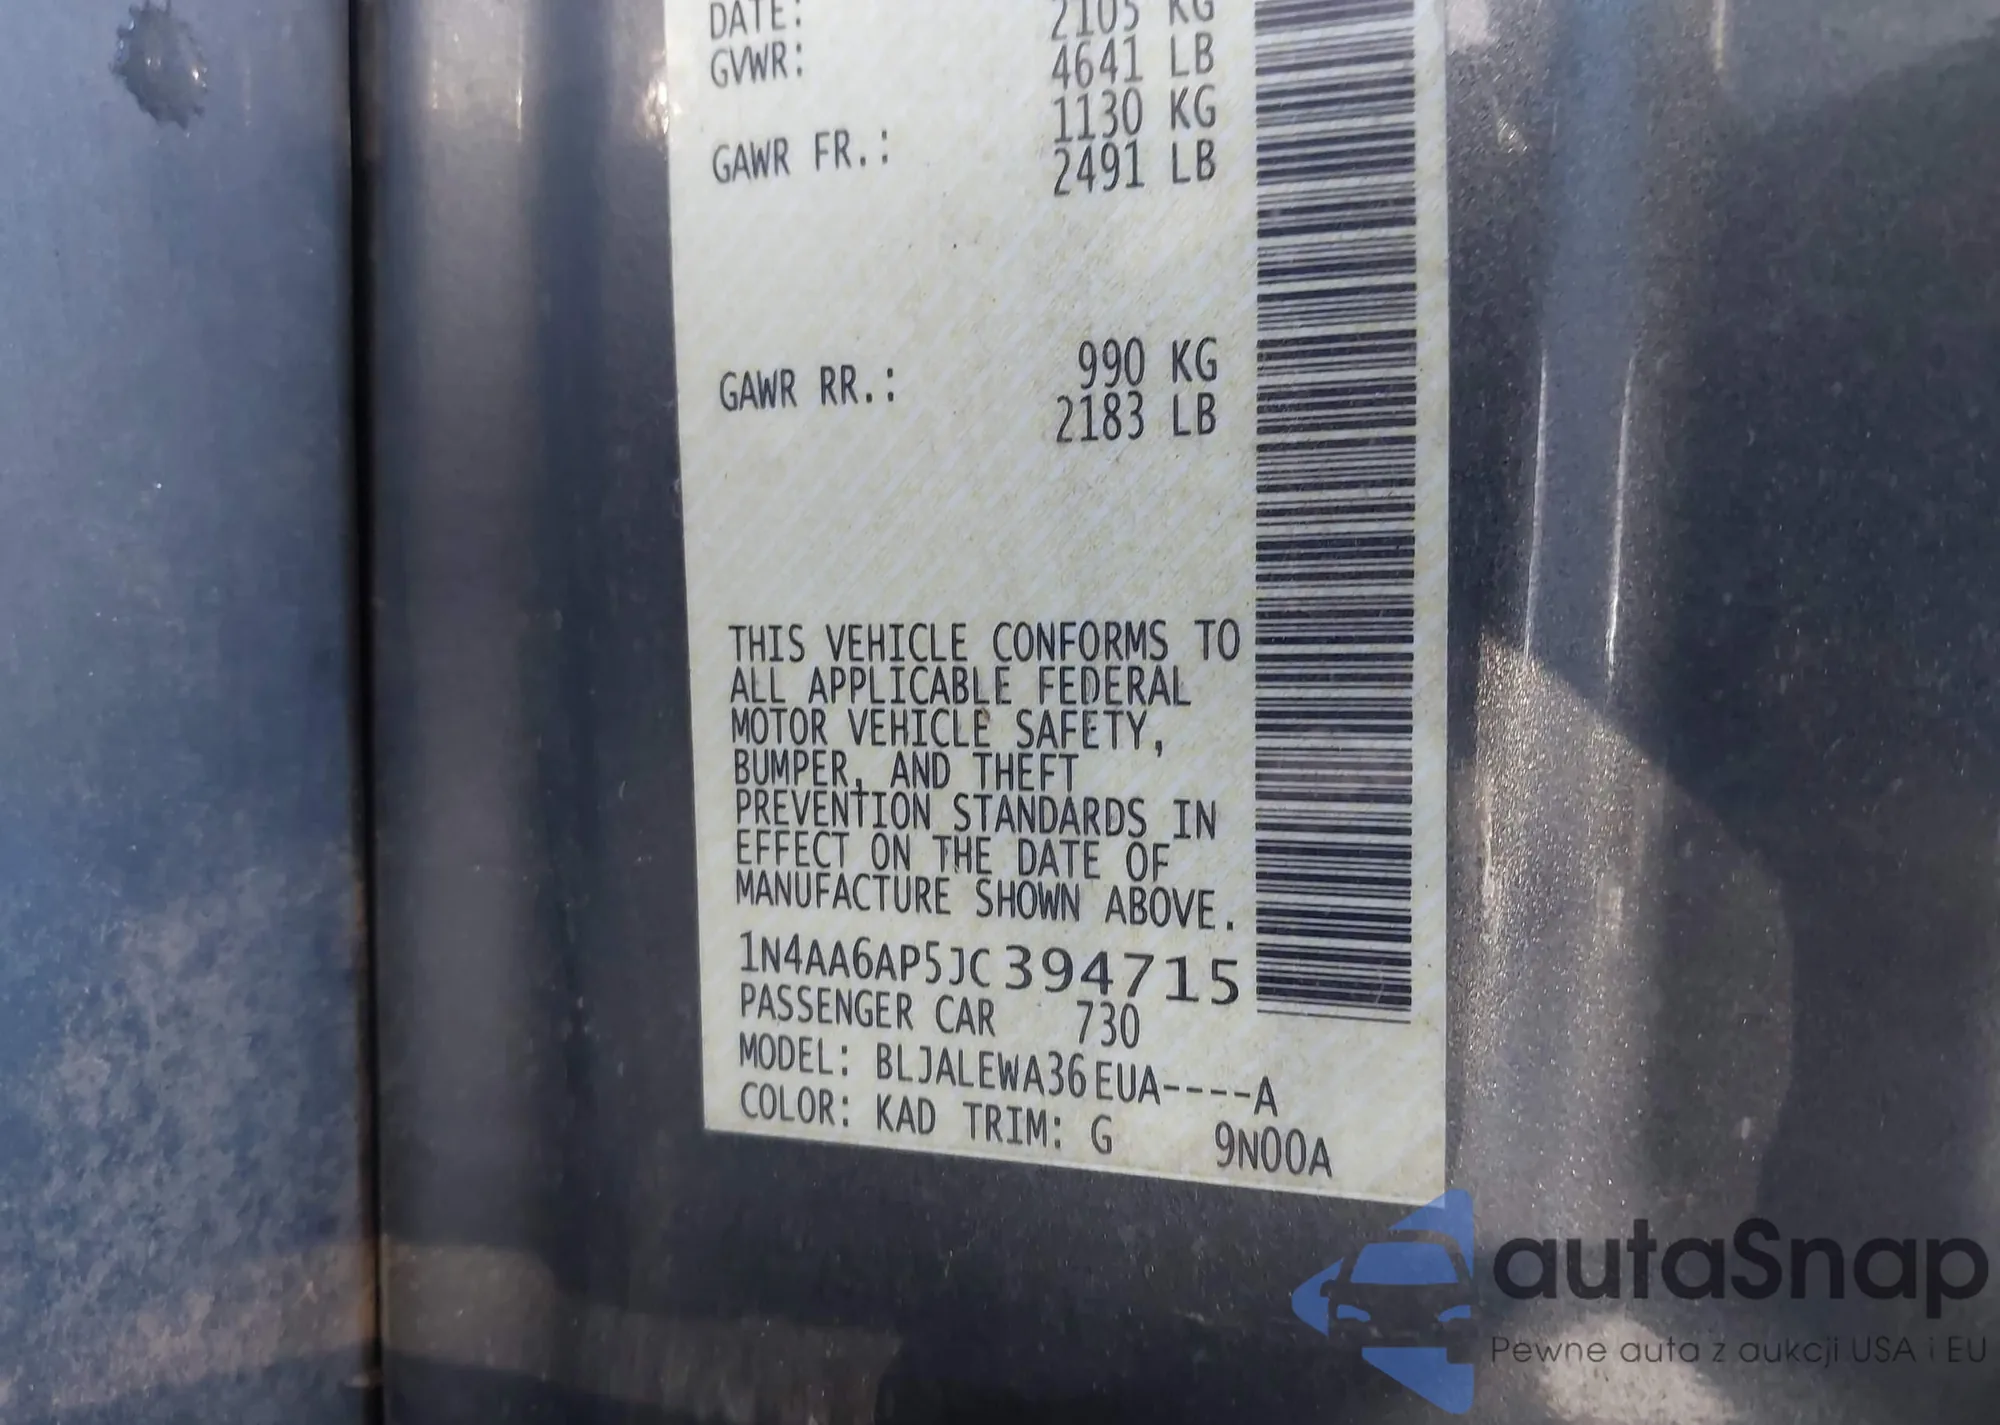 DATE: 2105 KG
GVWR: 4641 LB
1130 KG
GAWR FR.: 2491 LB
990 KG
GAWR RR.: 2183 LB
THIS VEHICLE CONFORMS TO
ALL APPLICABLE FEDERAL
MOTOR VEHICLE SAFETY,
BUMPER, AND THEFT
PREVENTION STANDARDS IN
EFFECT ON THE DATE OF
MANUFACTURE SHOWN ABOVE.
1N4AA6AP5JC394715
PASSENGER CAR 730
MODEL: BLJALEWA36EUA----A
COLOR: KAD TRIM: G 9N00A
autaSnap
Pewne auta z aukcji USA i EU